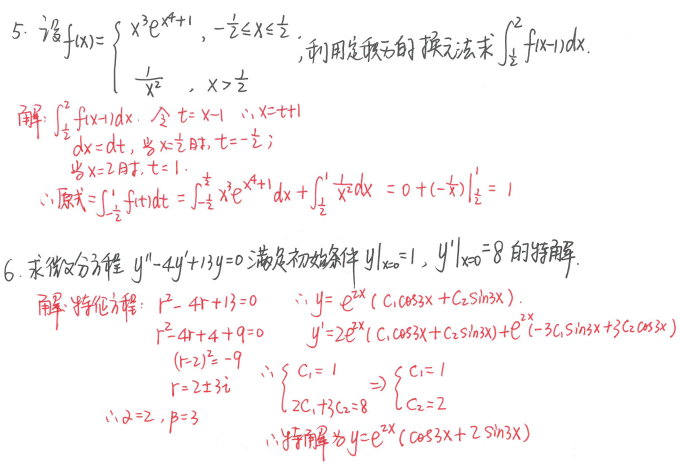 5. 设f(x)= { x³e^{x⁴+1}, -1/2≤x≤1/2
1/x², x>1/2 ,利用定积分的换元法求∫_{1/2}^{2} f(x-1)dx.
解: ∫_{1/2}^{2} f(x-1)dx. 令 t=x-1 ∴x=t+1
dx=dt, 当x=1/2时, t=-1/2;
当x=2时, t=1.
∴原式=∫_{-1/2}^{1} f(t)dt=∫_{-1/2}^{1/2} x³e^{x⁴+1}dx+∫_{1/2}^{1} 1/x² dx =0+(-1/x)|_{1/2}^{1}=1
6. 求微分方程 y''-4y'+13y=0 满足初始条件 y|_{x=0}=1, y'|_{x=0}=8 的特解.
解:特征方程: r²-4r+13=0 ∴y=e^{2x}(C₁cos3x+C₂sin3x).
r²-4r+4+9=0 y'=2e^{2x}(C₁cos3x+C₂sin3x)+e^{2x}(-3C₁sin3x+3C₂cos3x)
(r-2)²=-9
r=2±3i ∴ { C₁=1 ⇒ { C₁=1
2C₁+3C₂=8 C₂=2
∴α=2, β=3
∴特解为y=e^{2x}(cos3x+2sin3x)